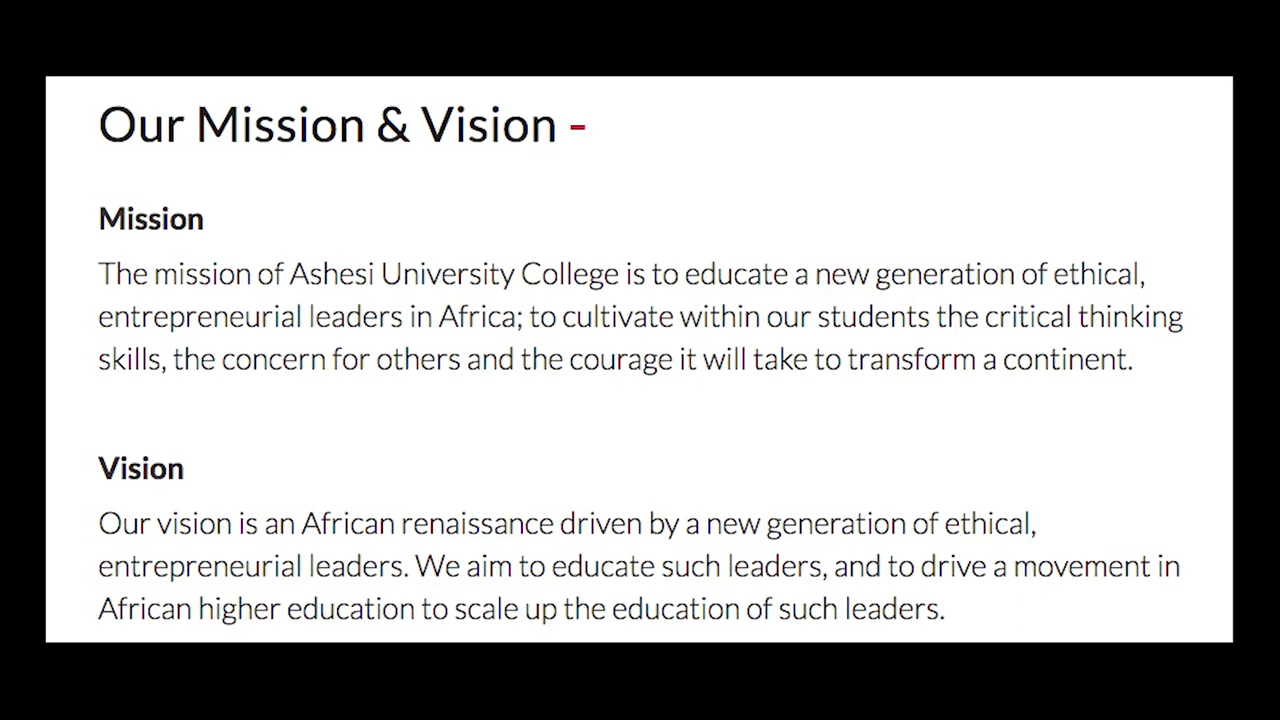 Our Mission & Vision -
Mission
The mission of Ashesi University College is to educate a new generation of ethical,
entrepreneurial leaders in Africa; to cultivate within our students the critical thinking
skills, the concern for others and the courage it will take to transform a continent.
Vision
Our vision is an African renaissance driven by a new generation of ethical,
entrepreneurial leaders. We aim to educate such leaders, and to drive a movement in
African higher education to scale up the education of such leaders.